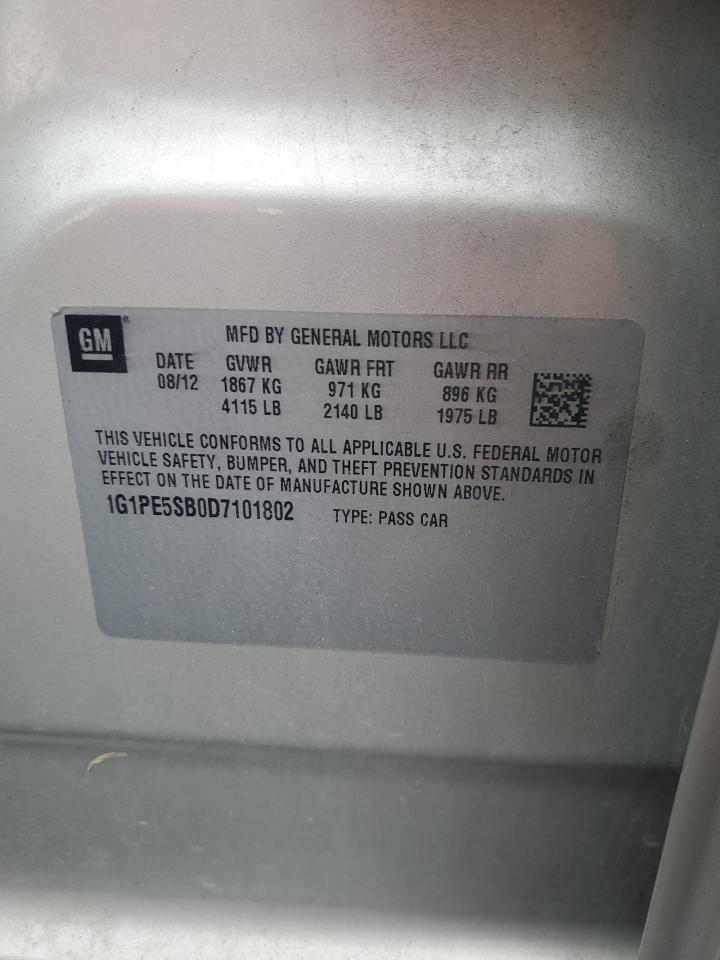 GM®
MFD BY GENERAL MOTORS LLC
DATE GVWR GAWR FRT GAWR RR
08/12 1867 KG 971 KG 896 KG
4115 LB 2140 LB 1975 LB
THIS VEHICLE CONFORMS TO ALL APPLICABLE U.S. FEDERAL MOTOR
VEHICLE SAFETY, BUMPER, AND THEFT PREVENTION STANDARDS IN
EFFECT ON THE DATE OF MANUFACTURE SHOWN ABOVE.
1G1PE5SB0D7101802 TYPE: PASS CAR